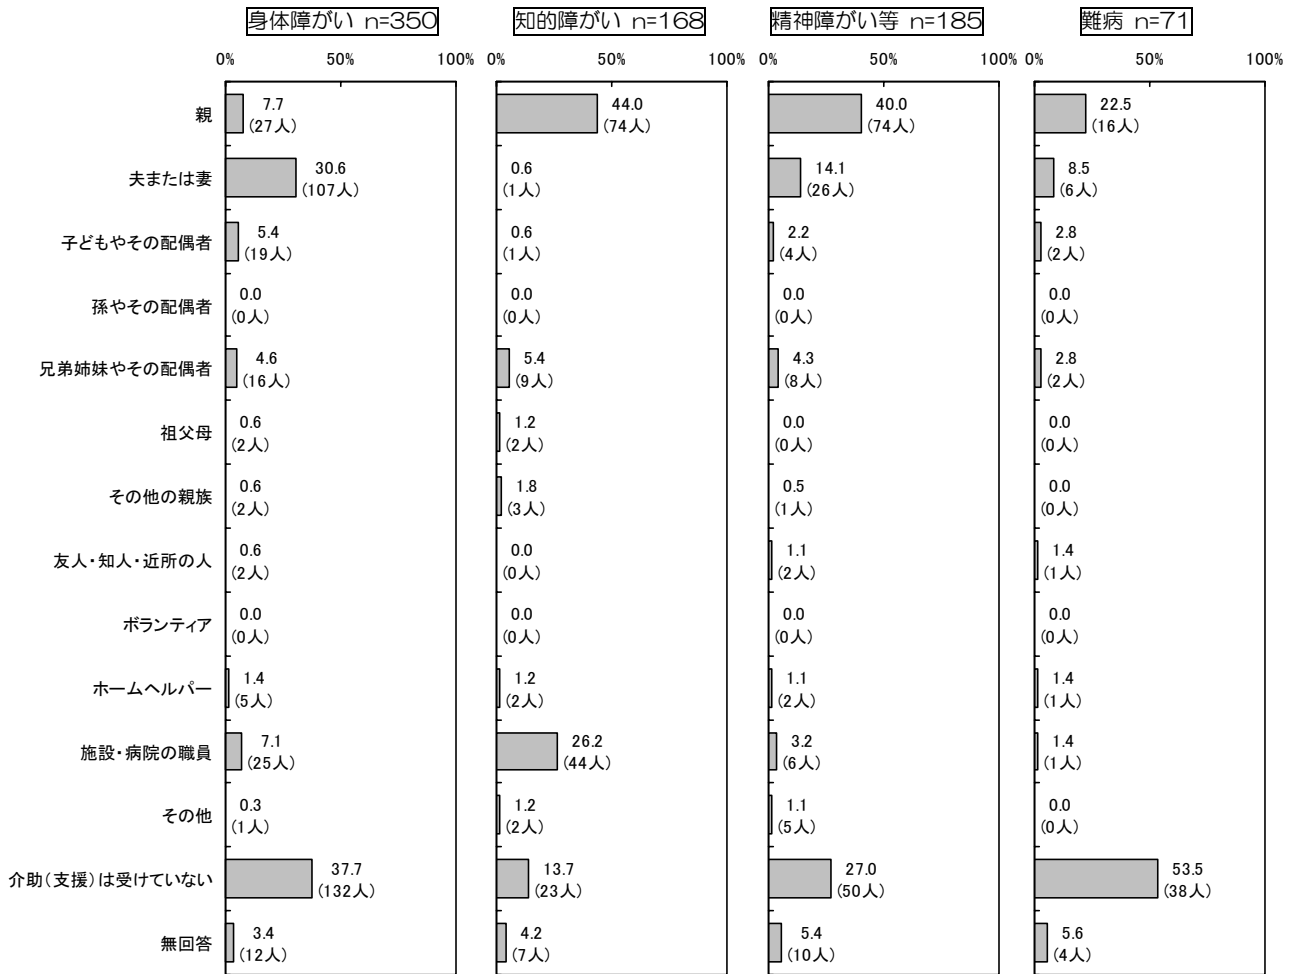 身体障がい n=350 知的障がい n=168 精神障がい等 n=185 難病 n=71
0% 50% 100% 0% 50% 100% 0% 50% 100% 0% 50% 100%
親 7.7 44.0 40.0 22.5
(27人) (74人) (74人) (16人)
夫または妻 30.6 0.6 14.1 8.5
(107人) (1人) (26人) (6人)
子どもやその配偶者 5.4 0.6 2.2 2.8
(19人) (1人) (4人) (2人)
孫やその配偶者 0.0 0.0 0.0 0.0
(0人) (0人) (0人) (0人)
兄弟姉妹やその配偶者 4.6 5.4 4.3 2.8
(16人) (9人) (8人) (2人)
祖父母 0.6 1.2 0.0 0.0
(2人) (2人) (0人) (0人)
その他の親族 0.6 1.8 0.5 0.0
(2人) (3人) (1人) (0人)
友人・知人・近所の人 0.6 0.0 1.1 1.4
(2人) (0人) (2人) (1人)
ボランティア 0.0 0.0 0.0 0.0
(0人) (0人) (0人) (0人)
ホームヘルパー 1.4 1.2 1.1 1.4
(5人) (2人) (2人) (1人)
施設・病院の職員 7.1 26.2 3.2 1.4
(25人) (44人) (6人) (1人)
その他 0.3 1.2 1.1 0.0
(1人) (2人) (5人) (0人)
介助(支援)は受けていない 37.7 13.7 27.0 53.5
(132人) (23人) (50人) (38人)
無回答 3.4 4.2 5.4 5.6
(12人) (7人) (10人) (4人)